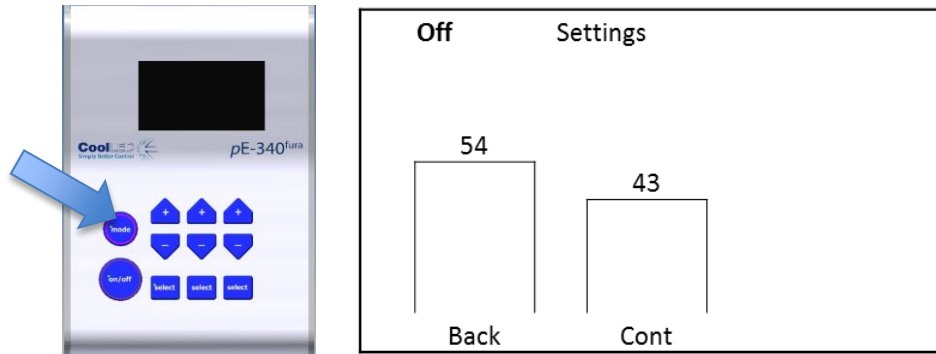 CoolLED
Simply Better Control
pE-340fura
+ + +
mode
− − −
on/off
select select select
Off Settings
54
43
Back Cont